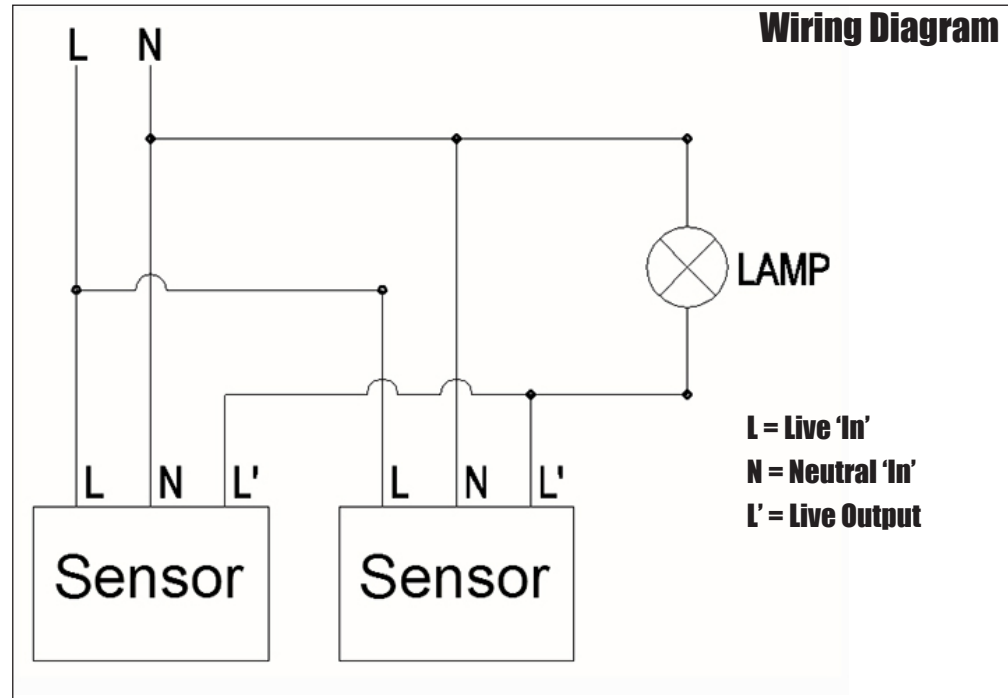 Wiring Diagram
L N
LAMP
L = Live ‘In’
N = Neutral ‘In’
L’ = Live Output
L N L' L N L'
Sensor Sensor